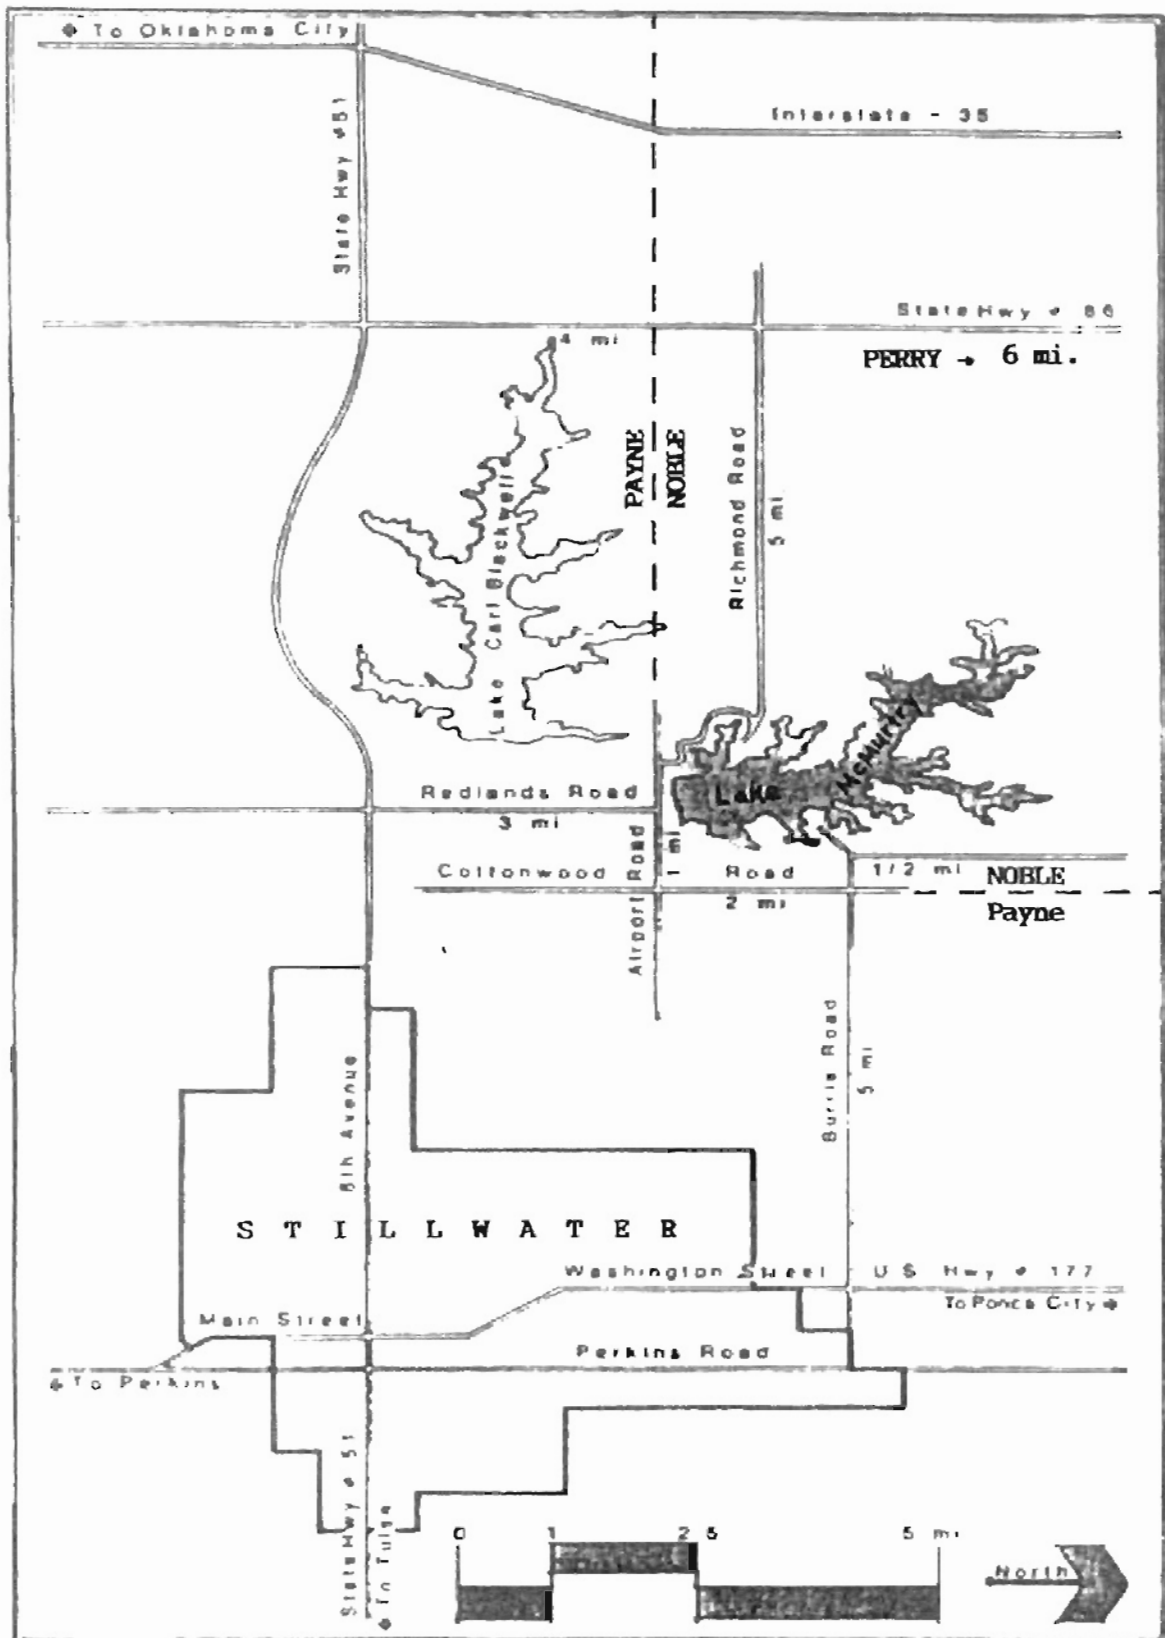 To Oklahoma City
Interstate - 35
State Hwy #51
State Hwy # 86
4 mi
PERRY → 6 mi.
PAYNE
NOBLE
Richmond Road
5 mi
Lake Carl Blackwell
Lake McMurtry
Redlands Road
3 mi
Airport Road
1 mi
Cottonwood Road
2 mi
1/2 mi
NOBLE
Payne
Burris Road
5 mi
6th Avenue
STILLWATER
Washington Street
US Hwy # 177
To Ponca City
Main Street
Perkins Road
To Perkins
State Hwy # 51
To Tulsa
0 1 2.5 5 mi
North